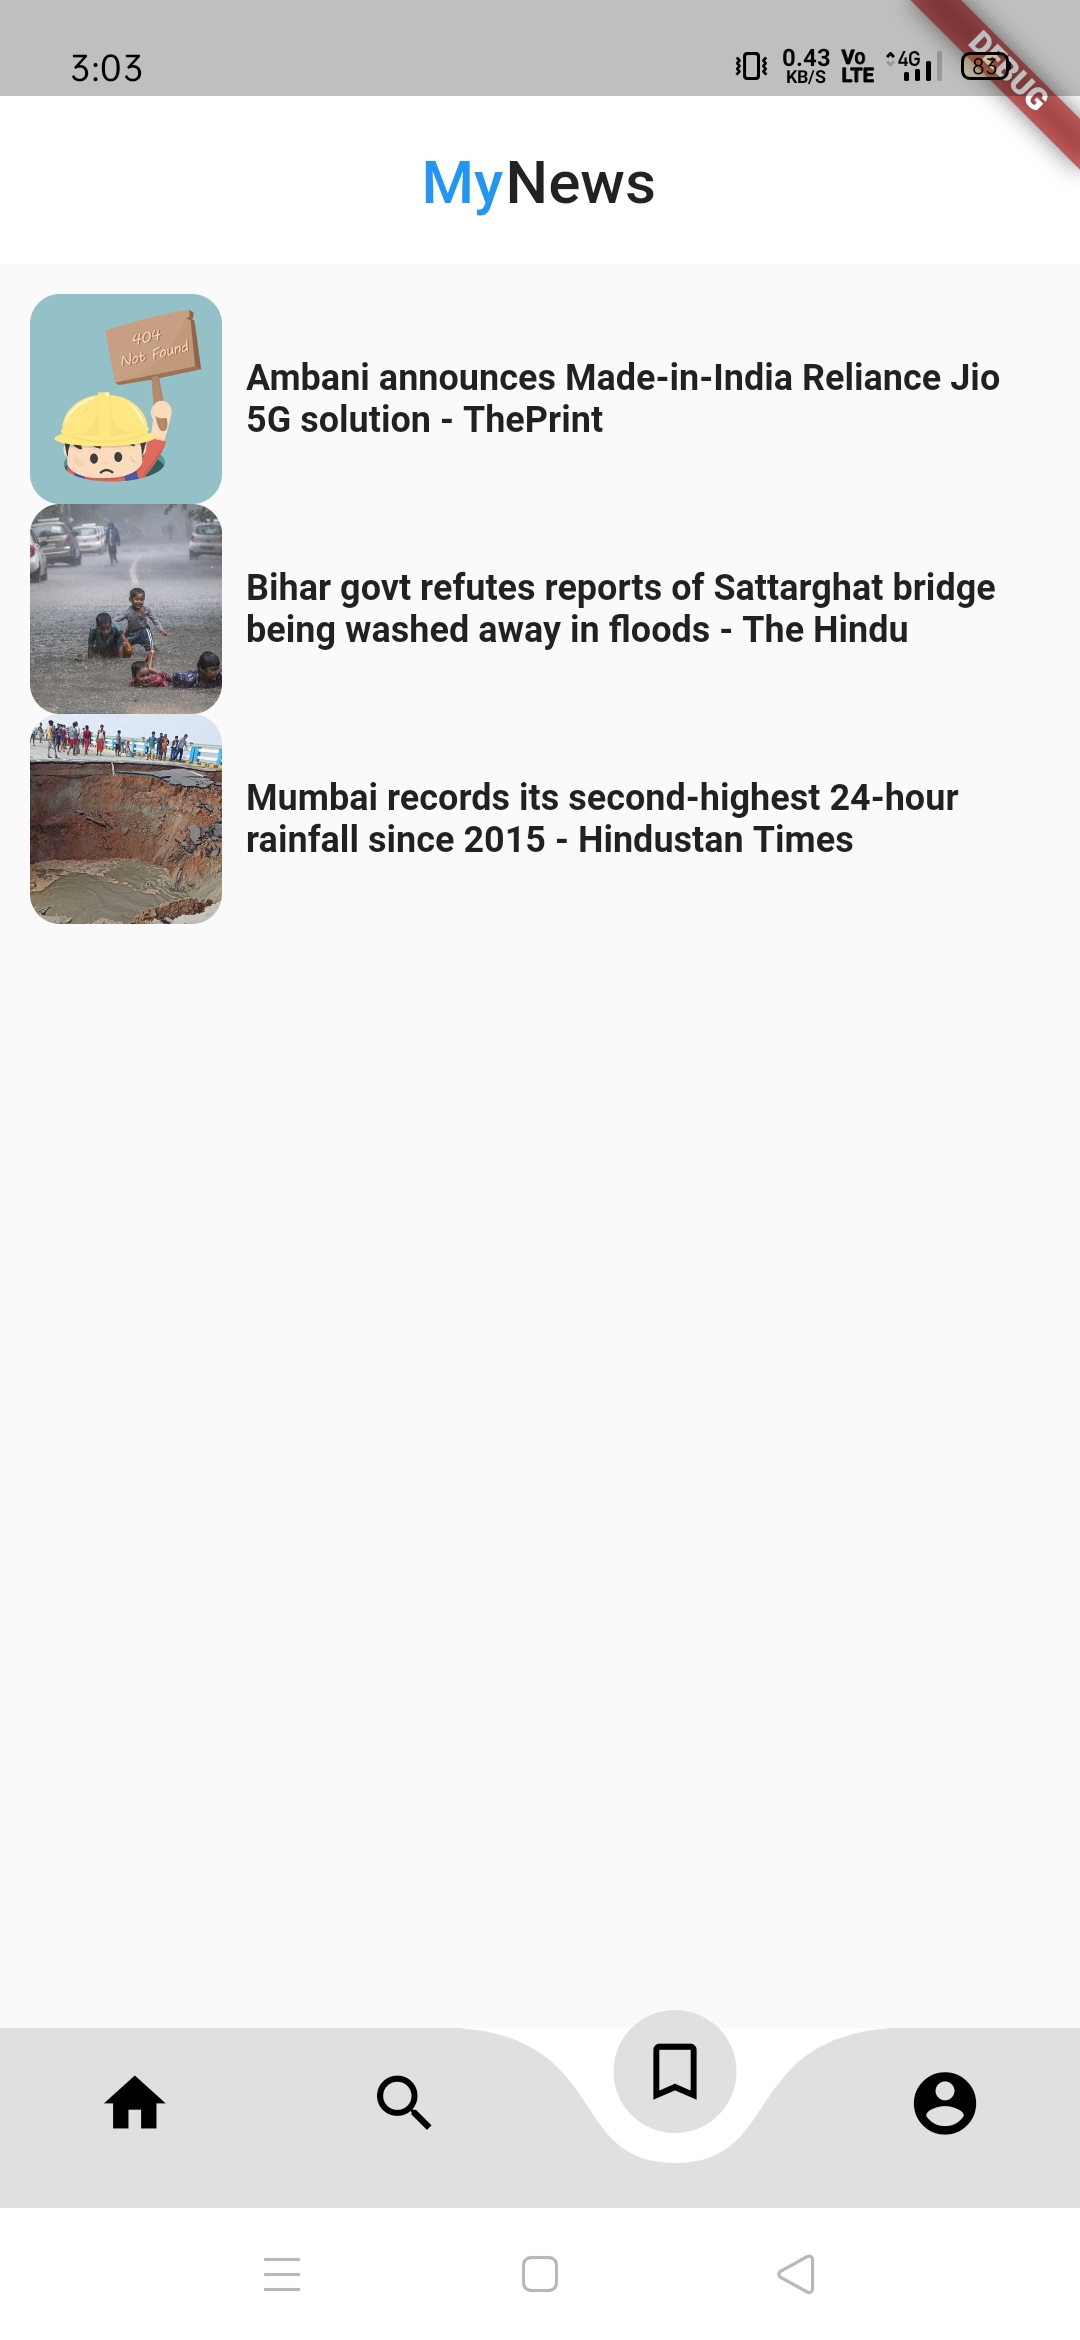 3:03
0.43
KB/S
Vo
LTE
4G
83
DEBUG
MyNews
404
Not Found
Ambani announces Made-in-India Reliance Jio
5G solution - ThePrint
Bihar govt refutes reports of Sattarghat bridge
being washed away in floods - The Hindu
Mumbai records its second-highest 24-hour
rainfall since 2015 - Hindustan Times